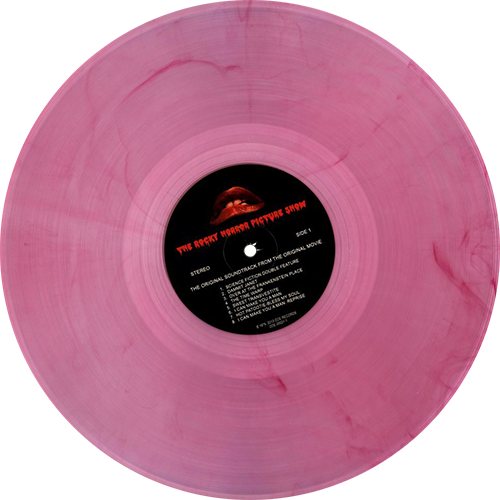 THE ROCKY HORROR PICTURE SHOW
STEREO
SIDE 1
THE ORIGINAL SOUNDTRACK FROM THE ORIGINAL MOVIE
1. SCIENCE FICTION DOUBLE FEATURE
2. DAMMIT JANET
3. OVER AT THE FRANKENSTEIN PLACE
4. THE TIME WARP
5. SWEET TRANSVESTITE
6. I CAN MAKE YOU A MAN
7. HOT PATOOTIE-BLESS MY SOUL
8. I CAN MAKE YOU A MAN: REPRISE